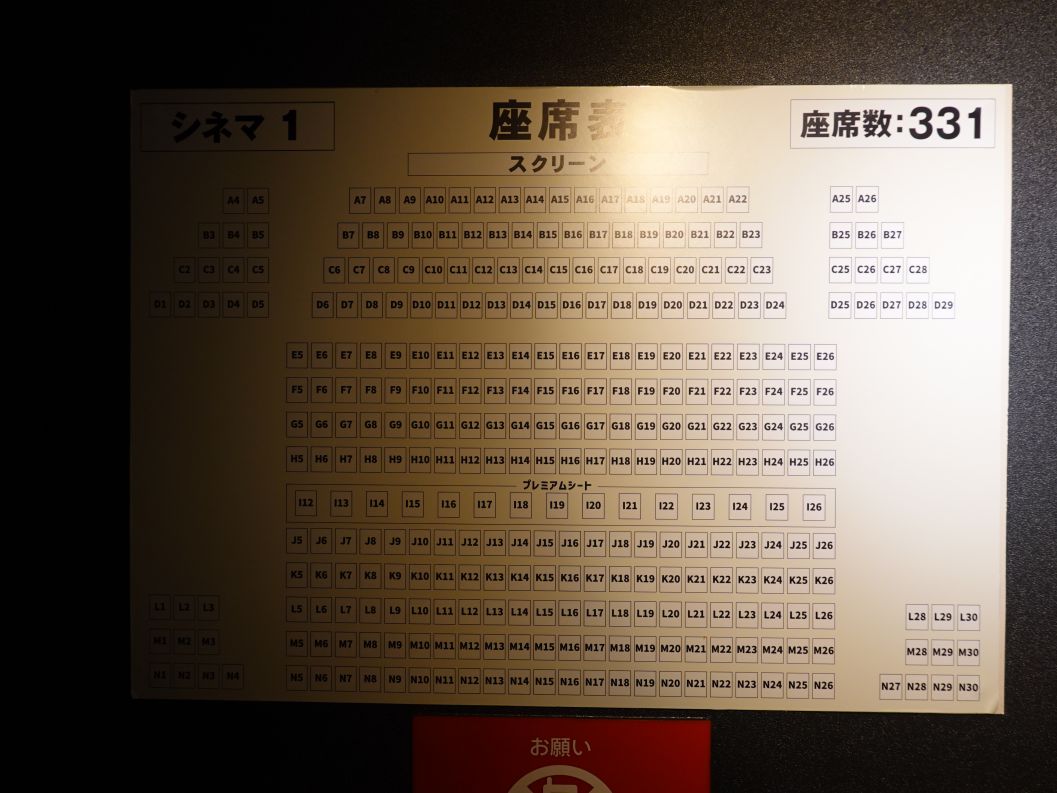 シネマ 1 座席表 座席数:331
スクリーン
A4 A5 A7 A8 A9 A10 A11 A12 A13 A14 A15 A16 A17 A18 A19 A20 A21 A22 A25 A26
B3 B4 B5 B7 B8 B9 B10 B11 B12 B13 B14 B15 B16 B17 B18 B19 B20 B21 B22 B23 B25 B26 B27
C2 C3 C4 C5 C6 C7 C8 C9 C10 C11 C12 C13 C14 C15 C16 C17 C18 C19 C20 C21 C22 C23 C25 C26 C27 C28
D1 D2 D3 D4 D5 D6 D7 D8 D9 D10 D11 D12 D13 D14 D15 D16 D17 D18 D19 D20 D21 D22 D23 D24 D25 D26 D27 D28 D29
E5 E6 E7 E8 E9 E10 E11 E12 E13 E14 E15 E16 E17 E18 E19 E20 E21 E22 E23 E24 E25 E26
F5 F6 F7 F8 F9 F10 F11 F12 F13 F14 F15 F16 F17 F18 F19 F20 F21 F22 F23 F24 F25 F26
G5 G6 G7 G8 G9 G10 G11 G12 G13 G14 G15 G16 G17 G18 G19 G20 G21 G22 G23 G24 G25 G26
H5 H6 H7 H8 H9 H10 H11 H12 H13 H14 H15 H16 H17 H18 H19 H20 H21 H22 H23 H24 H25 H26
プレミアムシート
I12 I13 I14 I15 I16 I17 I18 I19 I20 I21 I22 I23 I24 I25 I26
J5 J6 J7 J8 J9 J10 J11 J12 J13 J14 J15 J16 J17 J18 J19 J20 J21 J22 J23 J24 J25 J26
K5 K6 K7 K8 K9 K10 K11 K12 K13 K14 K15 K16 K17 K18 K19 K20 K21 K22 K23 K24 K25 K26
L1 L2 L3 L5 L6 L7 L8 L9 L10 L11 L12 L13 L14 L15 L16 L17 L18 L19 L20 L21 L22 L23 L24 L25 L26 L28 L29 L30
M1 M2 M3 M5 M6 M7 M8 M9 M10 M11 M12 M13 M14 M15 M16 M17 M18 M19 M20 M21 M22 M23 M24 M25 M26 M28 M29 M30
N1 N2 N3 N4 N5 N6 N7 N8 N9 N10 N11 N12 N13 N14 N15 N16 N17 N18 N19 N20 N21 N22 N23 N24 N25 N26 N27 N28 N29 N30
お願い